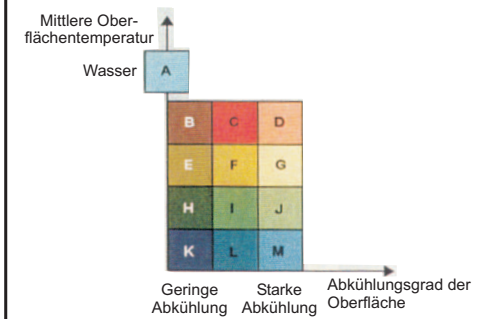 Mittlere Ober-
flächentemperatur
Wasser
A
B C D
E F G
H I J
K L M
Geringe Abkühlung
Starke Abkühlung
Abkühlungsgrad der
Oberfläche